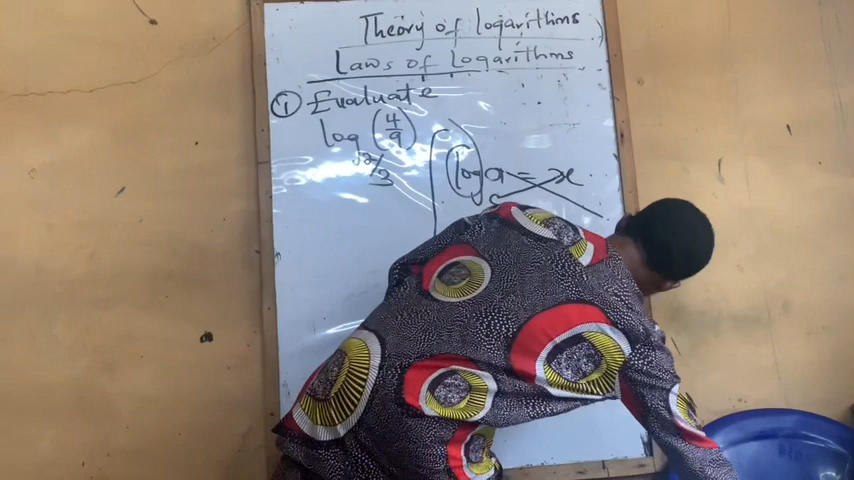 Theory of logarithms
Laws of Logarithms
① Evaluate
log (4/9)
2/3
log a = x